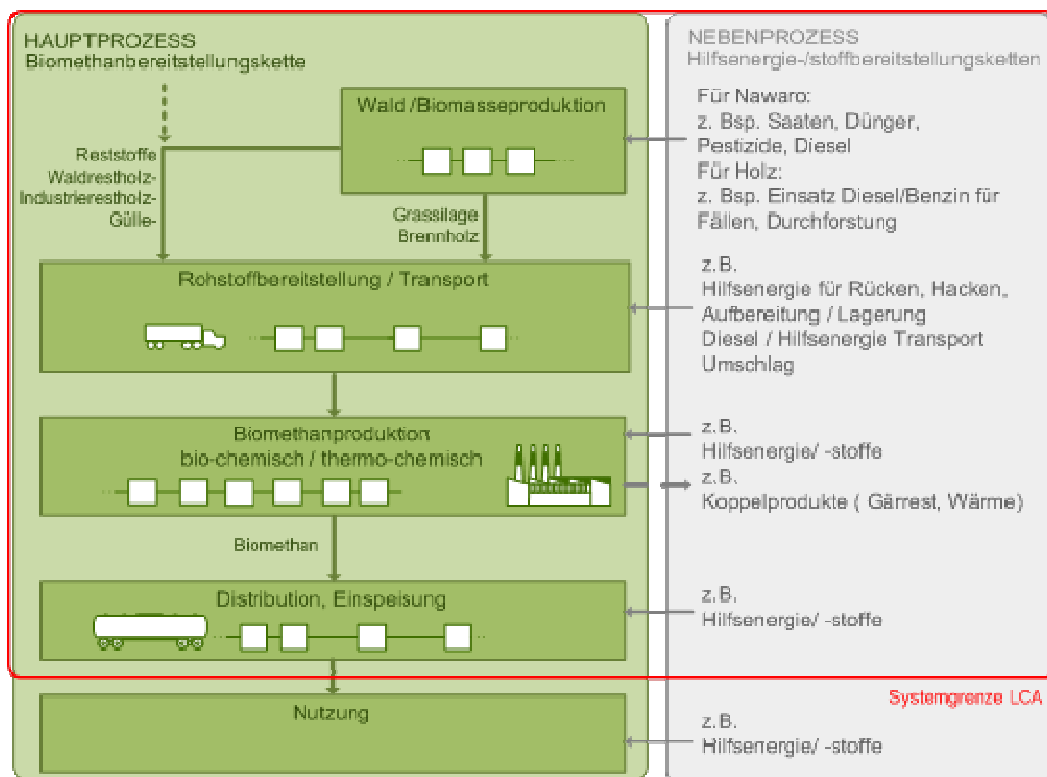 HAUPTPROZESS
Biomethanbereitstellungskette
Wald /Biomasseproduktion
Reststoffe
Waldrestholz-
Industrierestholz-
Gülle-
Grassilage
Brennholz
Rohstoffbereitstellung / Transport
Biomethanproduktion
bio-chemisch / thermo-chemisch
Biomethan
Distribution, Einspeisung
Nutzung
NEBENPROZESS
Hilfsenergie-/stoffbereitstellungsketten
Für Nawaro:
z. Bsp. Saaten, Dünger,
Pestizide, Diesel
Für Holz:
z. Bsp. Einsatz Diesel/Benzin für
Fällen, Durchforstung
z.B.
Hilfsenergie für Rücken, Hacken,
Aufbereitung / Lagerung
Diesel / Hilfsenergie Transport
Umschlag
z.B.
Hilfsenergie/ -stoffe
z.B.
Koppelprodukte ( Gärrest, Wärme)
z.B.
Hilfsenergie/ -stoffe
Systemgrenze LCA
z.B.
Hilfsenergie/ -stoffe